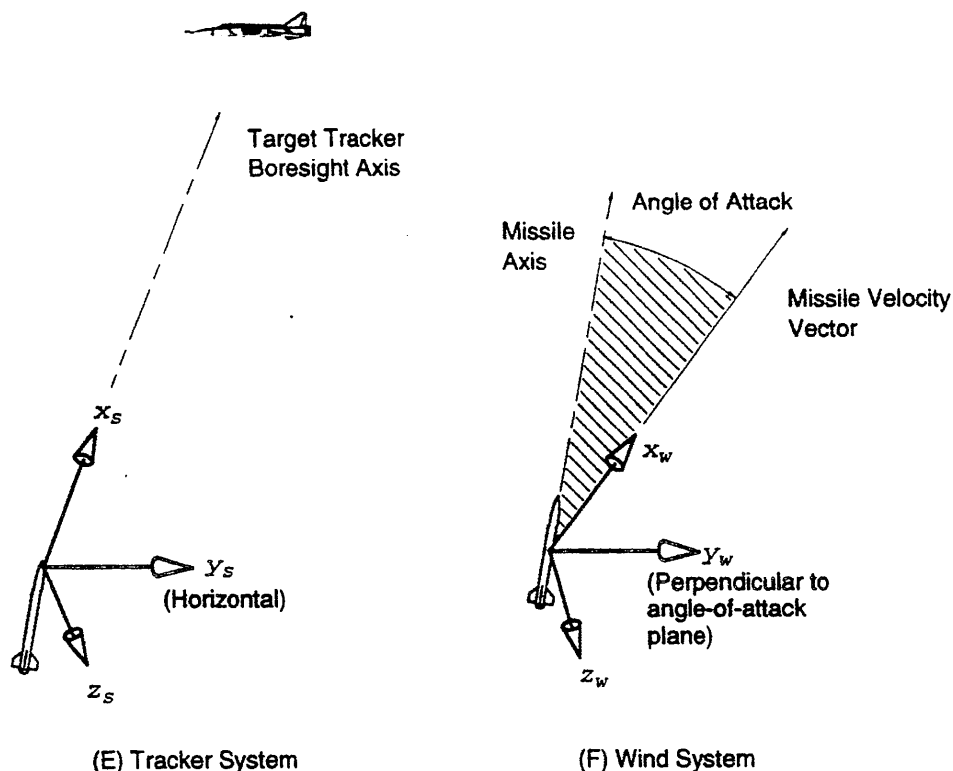 Target Tracker
Boresight Axis
x_s
y_s
(Horizontal)
z_s
(E) Tracker System
Angle of Attack
Missile
Axis
Missile Velocity
Vector
x_w
y_w
(Perpendicular to
angle-of-attack
plane)
z_w
(F) Wind System